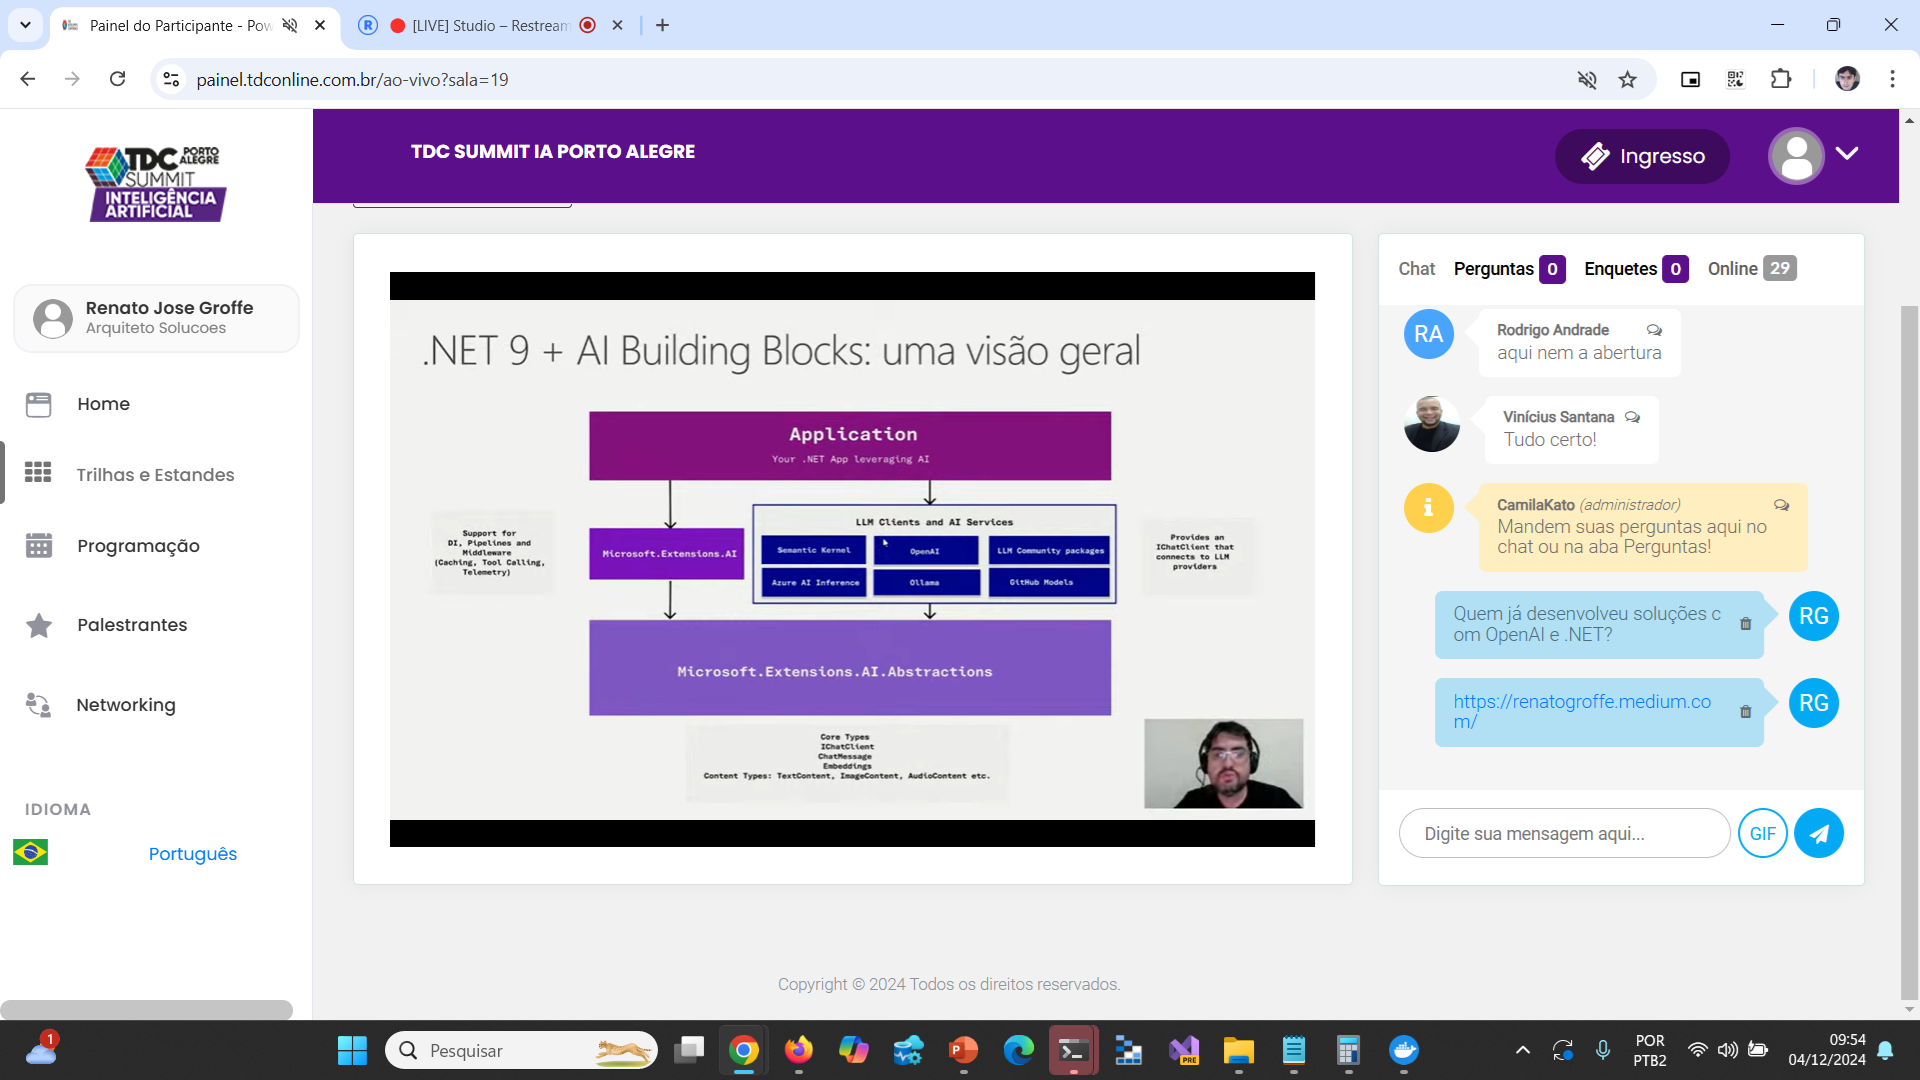 Painel do Participante - Pow
[LIVE] Studio – Restream
painel.tdconline.com.br/ao-vivo?sala=19
TDC PORTO ALEGRE
SUMMIT
INTELIGÊNCIA
ARTIFICIAL
TDC SUMMIT IA PORTO ALEGRE
Ingresso
Renato Jose Groffe
Arquiteto Solucoes
Home
Trilhas e Estandes
Programação
Palestrantes
Networking
IDIOMA
Português
.NET 9 + AI Building Blocks: uma visão geral
Application
Your .NET App leveraging AI
Support for
DI, Pipelines and
Middleware
(Caching, Tool Calling,
Telemetry)
Microsoft.Extensions.AI
LLM Clients and AI Services
Semantic Kernel
OpenAI
LLM Community packages
Azure AI Inference
Ollama
GitHub Models
Provides an
IChatClient that
connects to LLM
providers
Microsoft.Extensions.AI.Abstractions
Core Types
IChatClient
ChatMessage
Embeddings
Content Types: TextContent, ImageContent, AudioContent etc.
Chat Perguntas 0 Enquetes 0 Online 29
RA
Rodrigo Andrade
aqui nem a abertura
Vinícius Santana
Tudo certo!
CamilaKato (administrador)
Mandem suas perguntas aqui no
chat ou na aba Perguntas!
Quem já desenvolveu soluções c
om OpenAI e .NET?
RG
https://renatogroffe.medium.co
m/
RG
Digite sua mensagem aqui...
GIF
Copyright © 2024 Todos os direitos reservados.
1
Pesquisar
PRE
POR
PTB2
09:54
04/12/2024